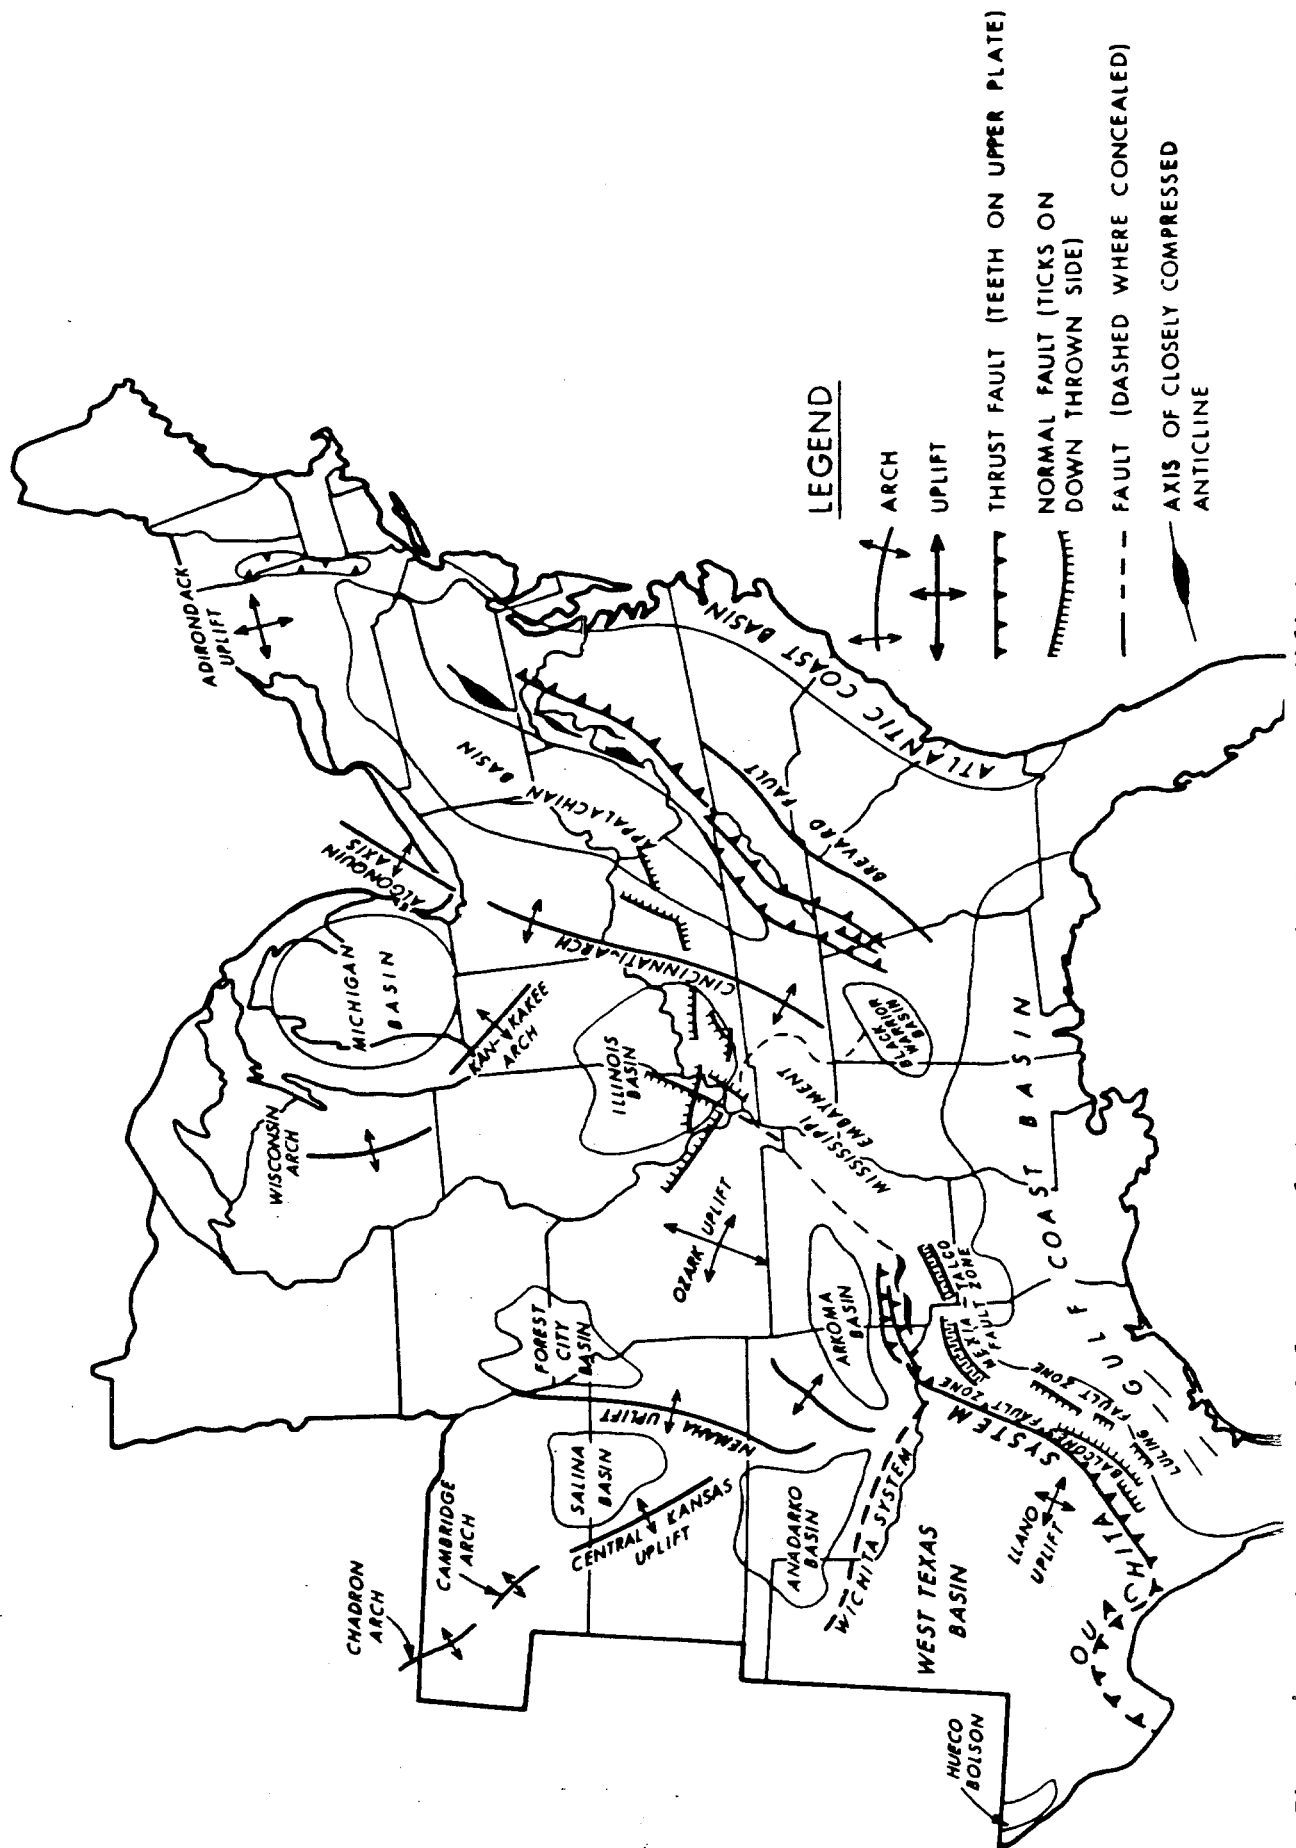 ADIRONDACK
UPLIFT
ALGONQUIN
AXIS
MICHIGAN
BASIN
WISCONSIN
ARCH
KAN-KAKEE
ARCH
CINCINNATI-ARCH
APPALACHIAN
BASIN
ILLINOIS
BASIN
FOREST
CITY
BASIN
CHADRON
ARCH
CAMBRIDGE
ARCH
SALINA
BASIN
NEMAHA
UPLIFT
CENTRAL KANSAS
UPLIFT
OZARK UPLIFT
ANADARKO
BASIN
ARKOMA
BASIN
MISSISSIPPI
EMBAYMENT
BLACK
WARRIOR
BASIN
BREVARD FAULT
ATLANTIC COAST BASIN
WICHITA SYSTEM
WEST TEXAS
BASIN
HUECO
BOLSON
LLANO
UPLIFT
OUACHITA SYSTEM
BALCONES FAULT ZONE
LULING FAULT ZONE
MEXIA-TALCO
FAULT ZONE
GULF COAST BASIN
LEGEND
ARCH
UPLIFT
THRUST FAULT (TEETH ON UPPER PLATE)
NORMAL FAULT (TICKS ON
DOWN THROWN SIDE)
FAULT (DASHED WHERE CONCEALED)
AXIS OF CLOSELY COMPRESSED
ANTICLINE